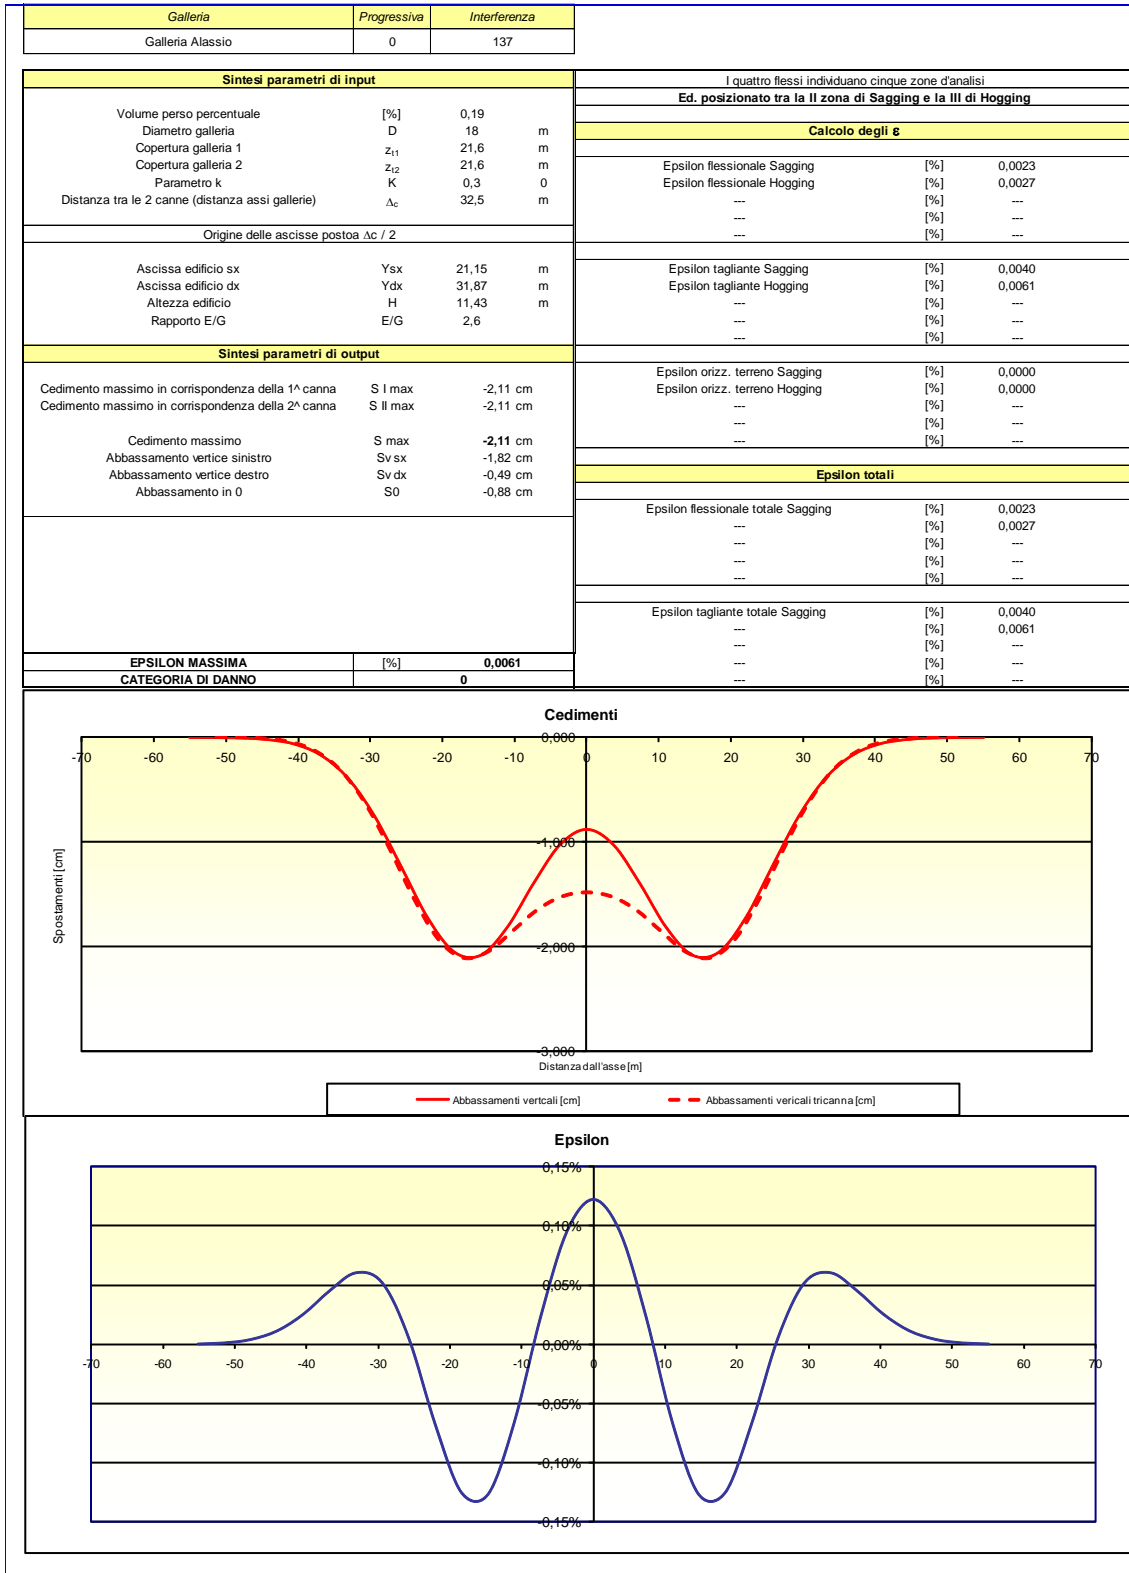 Galleria Progressiva Interferenza
Galleria Alassio 0 137
Sintesi parametri di input
Volume perso percentuale [%] 0,19
Diametro galleria D 18 m
Copertura galleria 1 zt1 21,6 m
Copertura galleria 2 zt2 21,6 m
Parametro k K 0,3 0
Distanza tra le 2 canne (distanza assi gallerie) Δc 32,5 m
Origine delle ascisse postoa Δc / 2
Ascissa edificio sx Ysx 21,15 m
Ascissa edificio dx Ydx 31,87 m
Altezza edificio H 11,43 m
Rapporto E/G E/G 2,6
Sintesi parametri di output
Cedimento massimo in corrispondenza della 1^ canna S I max -2,11 cm
Cedimento massimo in corrispondenza della 2^ canna S II max -2,11 cm
Cedimento massimo S max -2,11 cm
Abbassamento vertice sinistro Sv sx -1,82 cm
Abbassamento vertice destro Sv dx -0,49 cm
Abbassamento in 0 S0 -0,88 cm
EPSILON MASSIMA [%] 0,0061
CATEGORIA DI DANNO 0
I quattro flessi individuano cinque zone d'analisi
Ed. posizionato tra la II zona di Sagging e la III di Hogging
Calcolo degli ε
Epsilon flessionale Sagging [%] 0,0023
Epsilon flessionale Hogging [%] 0,0027
--- [%] ---
--- [%] ---
--- [%] ---
Epsilon tagliante Sagging [%] 0,0040
Epsilon tagliante Hogging [%] 0,0061
--- [%] ---
--- [%] ---
--- [%] ---
Epsilon orizz. terreno Sagging [%] 0,0000
Epsilon orizz. terreno Hogging [%] 0,0000
--- [%] ---
--- [%] ---
--- [%] ---
Epsilon totali
Epsilon flessionale totale Sagging [%] 0,0023
--- [%] 0,0027
--- [%] ---
--- [%] ---
--- [%] ---
Epsilon tagliante totale Sagging [%] 0,0040
--- [%] 0,0061
--- [%] ---
--- [%] ---
--- [%] ---
Cedimenti
0,000
-70 -60 -50 -40 -30 -20 -10 0 10 20 30 40 50 60 70
-1,000
-2,000
-3,000
Spostamenti [cm]
Distanza dall'asse [m]
Abbassamenti vertcali [cm] Abbassamenti vericali tricanna [cm]
Epsilon
0,15%
0,10%
0,05%
0,00%
-70 -60 -50 -40 -30 -20 -10 0 10 20 30 40 50 60 70
-0,05%
-0,10%
-0,15%